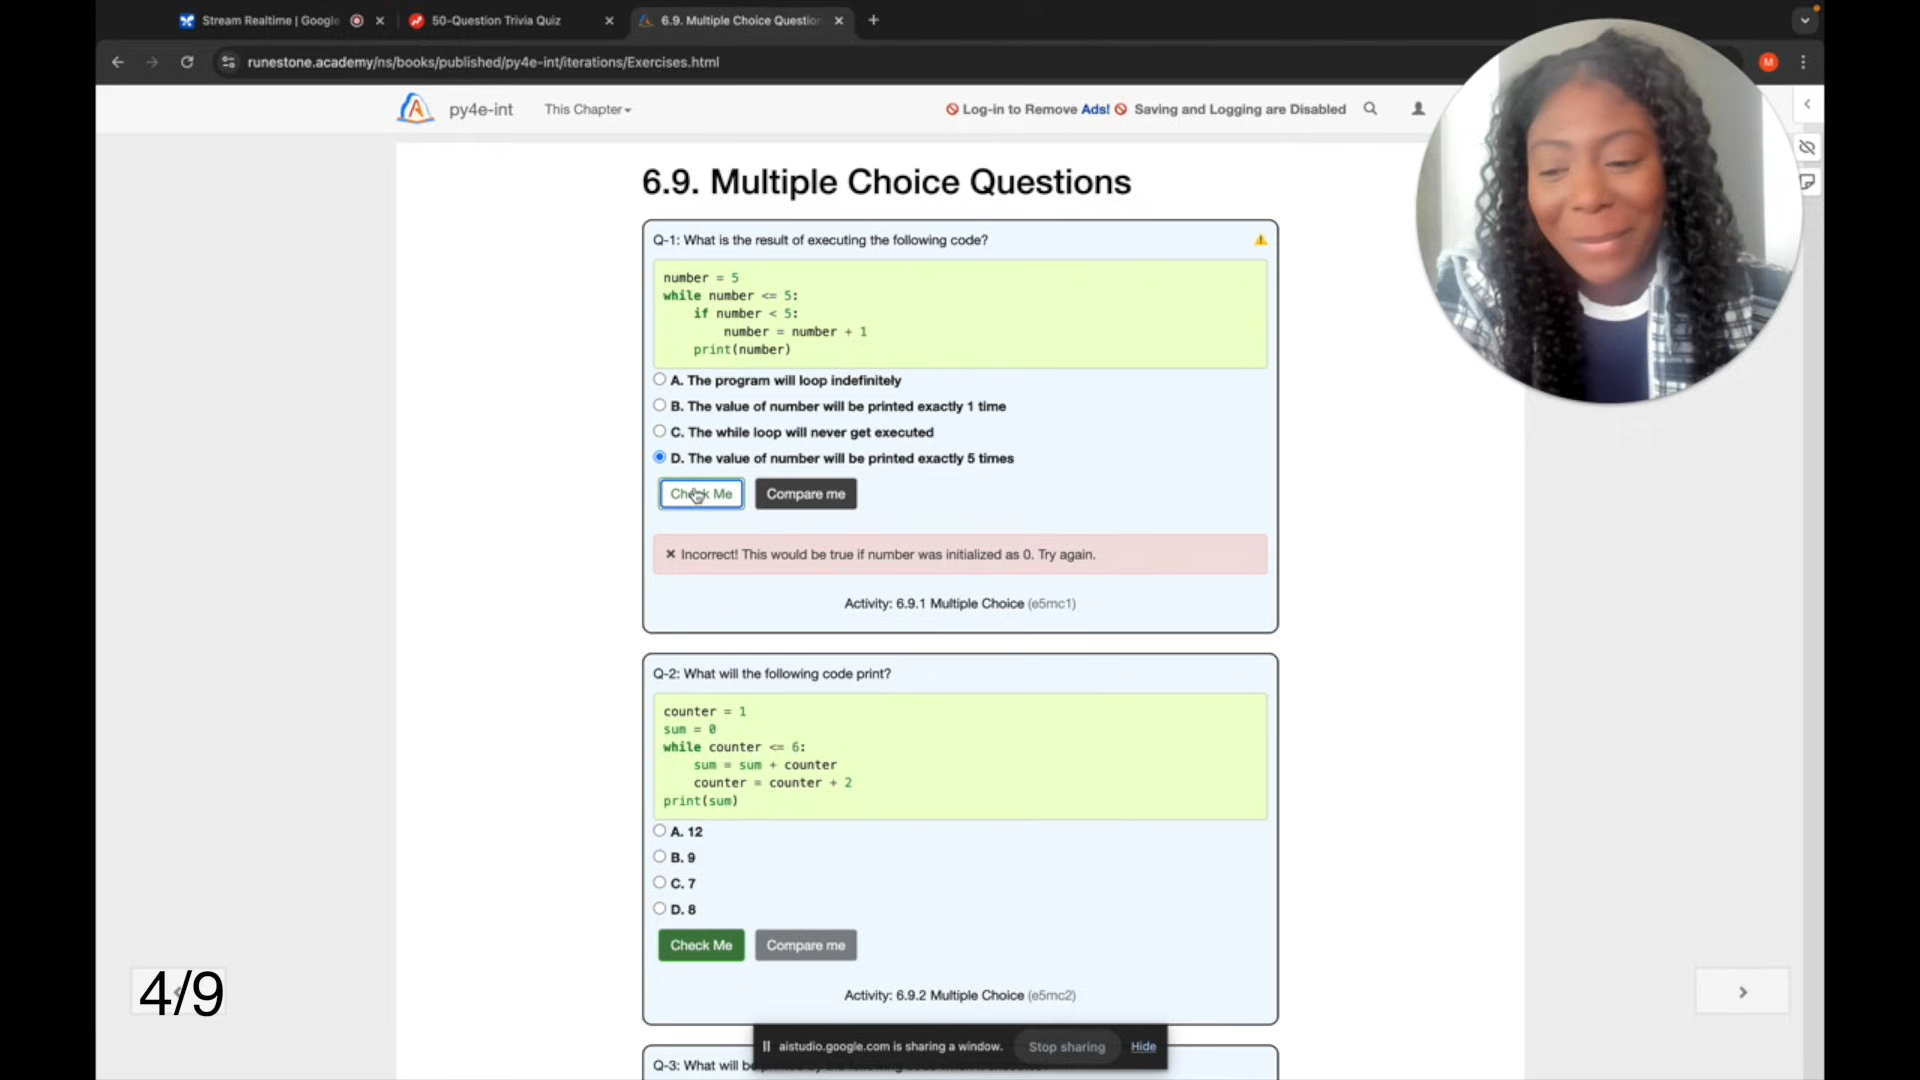 Stream Realtime | Google
50-Question Trivia Quiz
6.9. Multiple Choice Question
runestone.academy/ns/books/published/py4e-int/iterations/Exercises.html
M
py4e-int
This Chapter
Log-in to Remove Ads! Saving and Logging are Disabled
6.9. Multiple Choice Questions
Q-1: What is the result of executing the following code?
number = 5
while number <= 5:
if number < 5:
number = number + 1
print(number)
A. The program will loop indefinitely
B. The value of number will be printed exactly 1 time
C. The while loop will never get executed
D. The value of number will be printed exactly 5 times
Check Me
Compare me
Incorrect! This would be true if number was initialized as 0. Try again.
Activity: 6.9.1 Multiple Choice (e5mc1)
Q-2: What will the following code print?
counter = 1
sum = 0
while counter <= 6:
sum = sum + counter
counter = counter + 2
print(sum)
A. 12
B. 9
C. 7
D. 8
Check Me
Compare me
4/9
Activity: 6.9.2 Multiple Choice (e5mc2)
aistudio.google.com is sharing a window.
Stop sharing
Hide
Q-3: What will